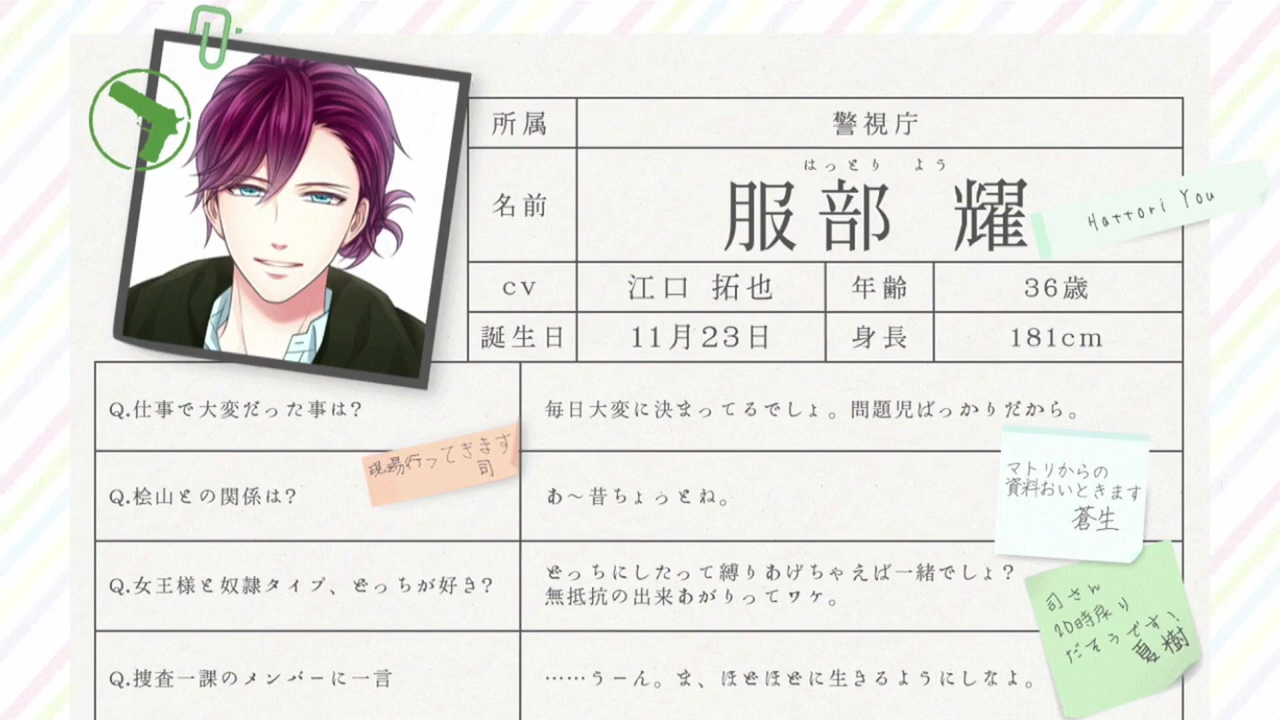 所属
警視庁
名前
はっとり よう
服部 耀
Hattori You
cv
江口 拓也
年齢
36歳
誕生日
11月23日
身長
181cm
Q.仕事で大変だった事は?
毎日大変に決まってるでしょ。問題児ばっかりだから。
現場行ってきます
司
Q.桧山との関係は?
あ〜昔ちょっとね。
マトリからの
資料おいときます
蒼生
Q.女王様と奴隷タイプ、どっちが好き?
どっちにしたって縛りあげちゃえば一緒でしょ?
無抵抗の出来あがりってワケ。
司さん
20時戻り
だそうです!
夏樹
Q.捜査一課のメンバーに一言
……うーん。ま、ほどほどに生きるようにしなよ。